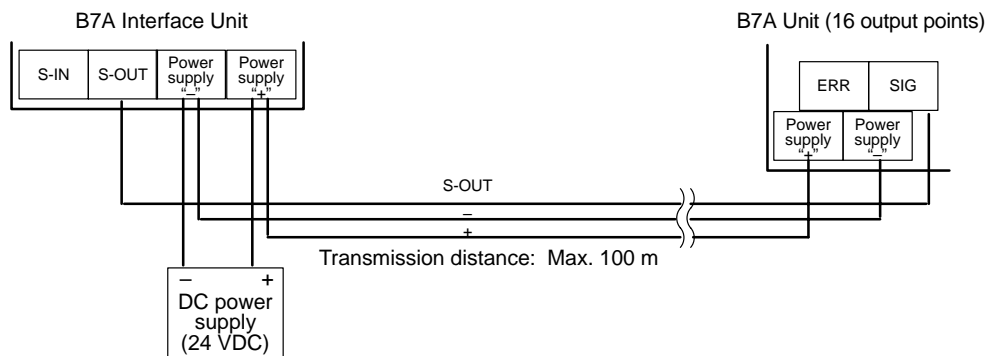 B7A Interface Unit
B7A Unit (16 output points)
S-IN
S-OUT
Power
supply
“–”
Power
supply
“+”
ERR
SIG
Power
supply
“+”
Power
supply
“–”
S-OUT
–
+
Transmission distance: Max. 100 m
– +
DC power
supply
(24 VDC)